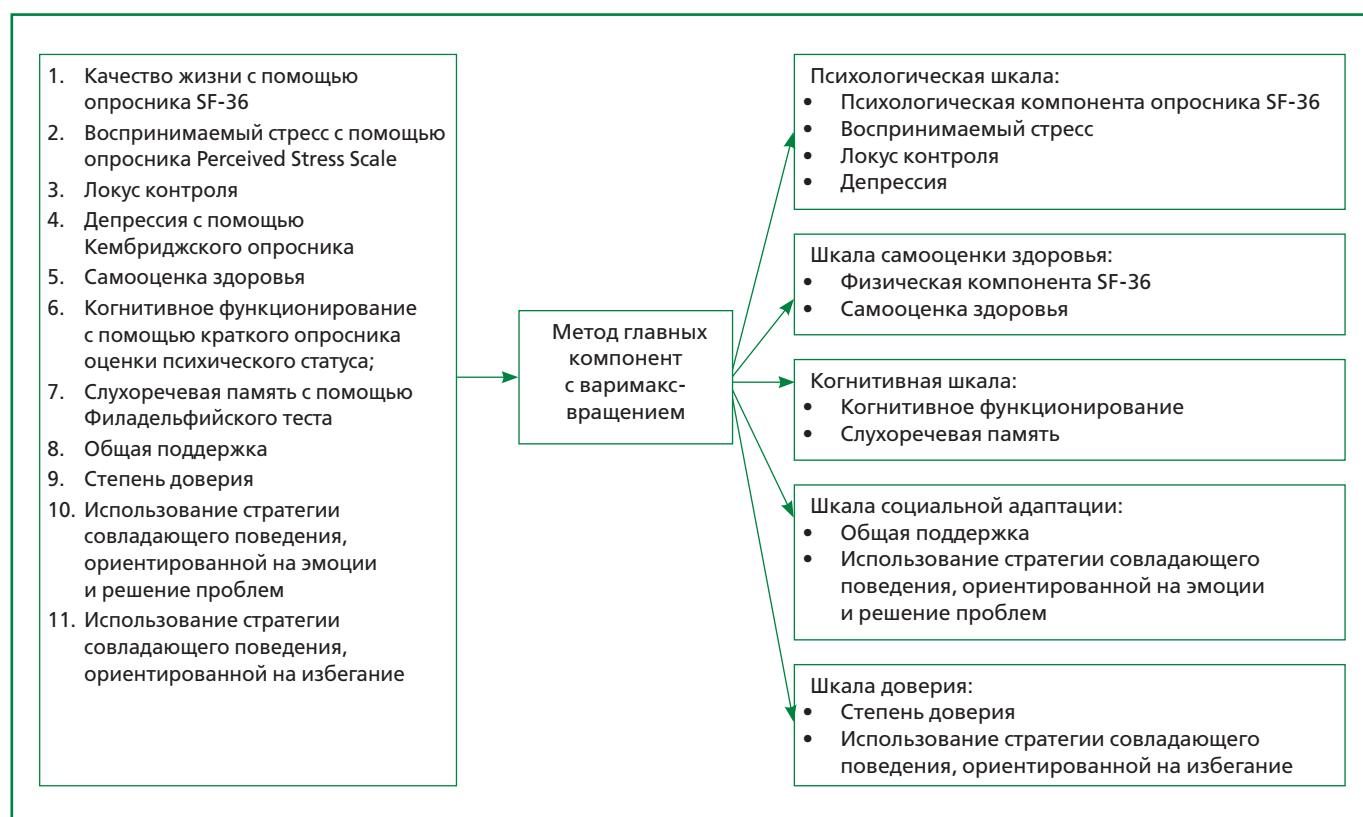 1. Качество жизни с помощью
опросника SF-36
2. Воспринимаемый стресс с помощью
опросника Perceived Stress Scale
3. Локус контроля
4. Депрессия с помощью
Кембриджского опросника
5. Самооценка здоровья
6. Когнитивное функционирование
с помощью краткого опросника
оценки психического статуса;
7. Слухоречевая память с помощью
Филадельфийского теста
8. Общая поддержка
9. Степень доверия
10. Использование стратегии
совладающего поведения,
ориентированной на эмоции
и решение проблем
11. Использование стратегии
совладающего поведения,
ориентированной на избегание
Метод главных
компонент
с варимакс-
вращением
Психологическая шкала:
• Психологическая компонента опросника SF-36
• Воспринимаемый стресс
• Локус контроля
• Депрессия
Шкала самооценки здоровья:
• Физическая компонента SF-36
• Самооценка здоровья
Когнитивная шкала:
• Когнитивное функционирование
• Слухоречевая память
Шкала социальной адаптации:
• Общая поддержка
• Использование стратегии совладающего
поведения, ориентированной на эмоции
и решение проблем
Шкала доверия:
• Степень доверия
• Использование стратегии совладающего
поведения, ориентированной на избегание